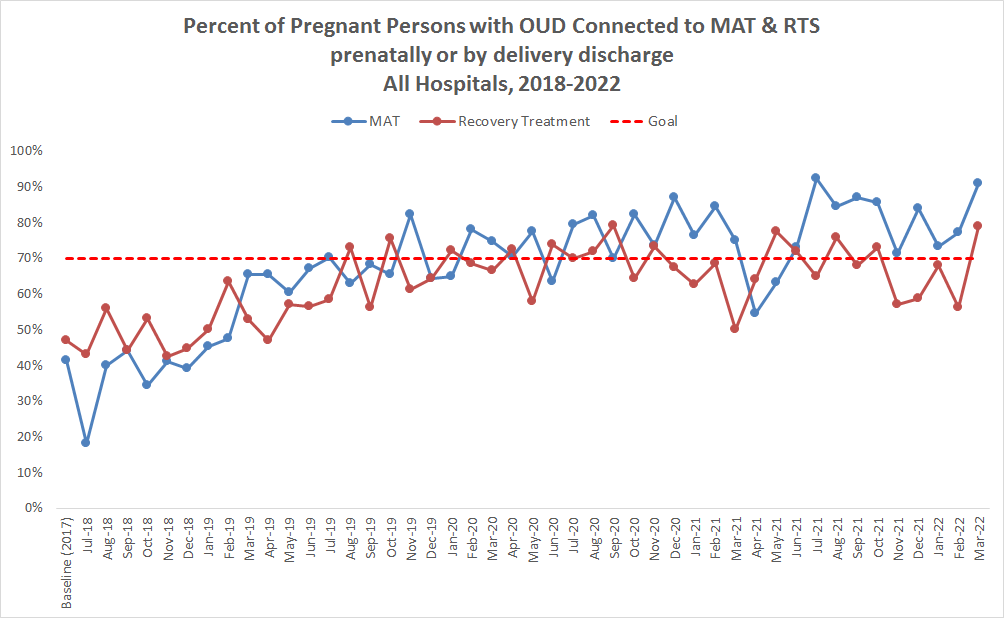 Percent of Pregnant Persons with OUD Connected to MAT & RTS
prenatally or by delivery discharge
All Hospitals, 2018-2022
MAT
Recovery Treatment
Goal
100%
90%
80%
70%
60%
50%
40%
30%
20%
10%
0%
Baseline (2017)
Jul-18
Aug-18
Sep-18
Oct-18
Nov-18
Dec-18
Jan-19
Feb-19
Mar-19
Apr-19
May-19
Jun-19
Jul-19
Aug-19
Sep-19
Oct-19
Nov-19
Dec-19
Jan-20
Feb-20
Mar-20
Apr-20
May-20
Jun-20
Jul-20
Aug-20
Sep-20
Oct-20
Nov-20
Dec-20
Jan-21
Feb-21
Mar-21
Apr-21
May-21
Jun-21
Jul-21
Aug-21
Sep-21
Oct-21
Nov-21
Dec-21
Jan-22
Feb-22
Mar-22